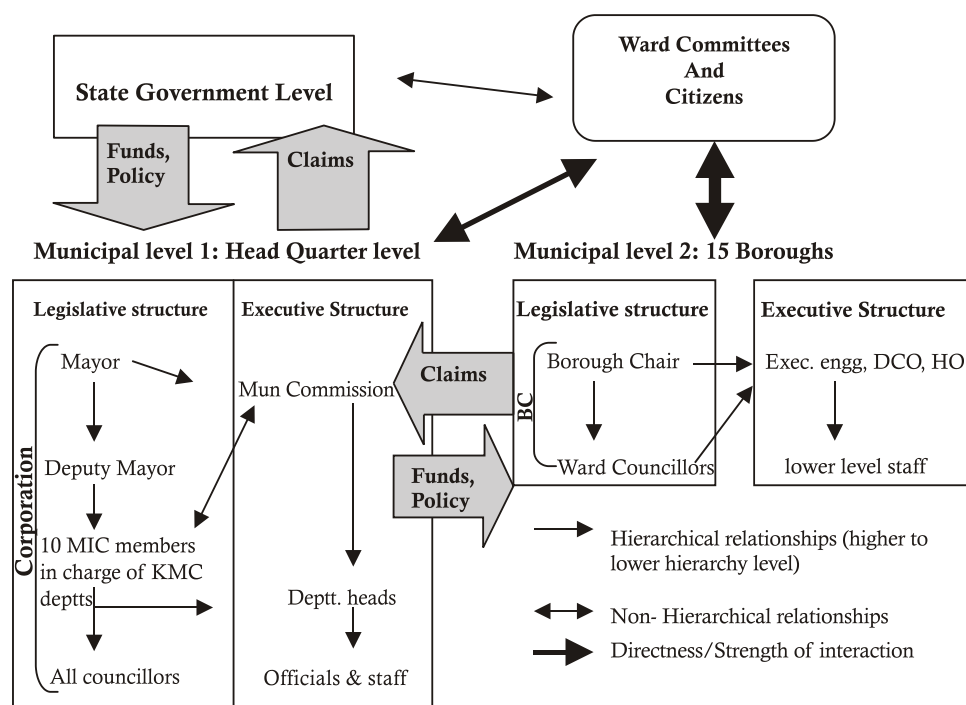 State Government Level
Ward Committees
And
Citizens
Funds,
Policy
Claims
Municipal level 1: Head Quarter level
Municipal level 2: 15 Boroughs
Legislative structure
Executive Structure
Corporation
Mayor
Deputy Mayor
10 MIC members
in charge of KMC
deptts
All councillors
Mun Commission
Deptt. heads
Officials & staff
Claims
Funds,
Policy
Legislative structure
Executive Structure
BC
Borough Chair
Ward Councillors
Exec. engg, DCO, HO
lower level staff
Hierarchical relationships (higher to
lower hierarchy level)
Non- Hierarchical relationships
Directness/Strength of interaction